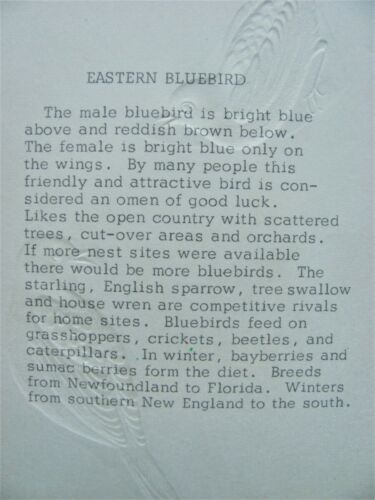 EASTERN BLUEBIRD
The male bluebird is bright blue
above and reddish brown below.
The female is bright blue only on
the wings. By many people this
friendly and attractive bird is con-
sidered an omen of good luck.
Likes the open country with scattered
trees, cut-over areas and orchards.
If more nest sites were available
there would be more bluebirds. The
starling, English sparrow, tree swallow
and house wren are competitive rivals
for home sites. Bluebirds feed on
grasshoppers, crickets, beetles, and
caterpillars. In winter, bayberries and
sumac berries form the diet. Breeds
from Newfoundland to Florida. Winters
from southern New England to the south.